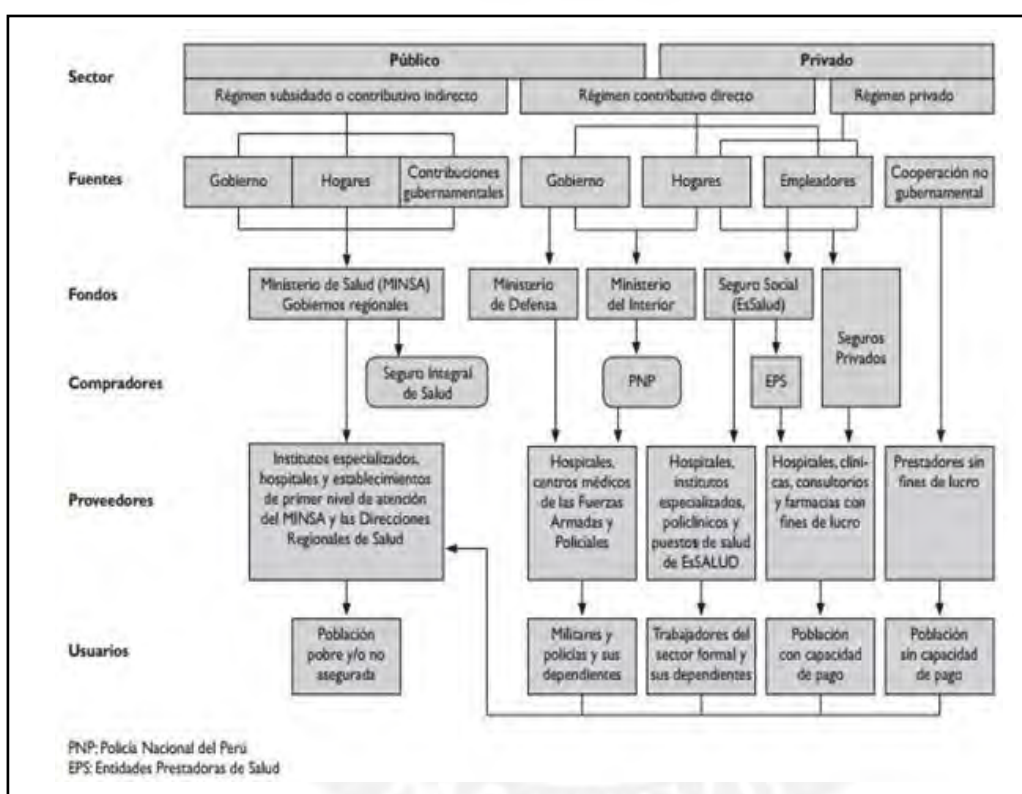 Sector
Público
Privado
Régimen subsidado o contributivo indirecto
Régimen contributivo directo
Régimen privado
Fuentes
Gobierno
Hogares
Contribuciones
gubernamentales
Gobierno
Hogares
Empleadores
Cooperación no
gubernamental
Fondos
Ministerio de Salud (MINSA)
Gobiernos regionales
Ministerio
de Defensa
Ministerio
del Interior
Seguro Social
(EsSalud)
Seguros
Privados
Compradores
Seguro Integral
de Salud
PNP
EPS
Proveedores
Institutos especializados,
hospitales y establecimientos
de primer nivel de atención
del MINSA y las Direcciones
Regionales de Salud
Hospitales,
centros médicos
de las Fuerzas
Armadas y
Policiales
Hospitales,
institutos
especializados,
policlínicos y
puestos de salud
de EsSALUD
Hospitales, clíni-
cas, consultorios
y farmacias con
fines de lucro
Prestadores sin
fines de lucro
Usuarios
Población
pobre y/o no
asegurada
Militares y
policías y sus
dependientes
Trabajadores del
sector formal y
sus dependientes
Población
con capacidad
de pago
Población
sin capacidad
de pago
PNP: Policía Nacional del Perú
EPS: Entidades Prestadoras de Salud